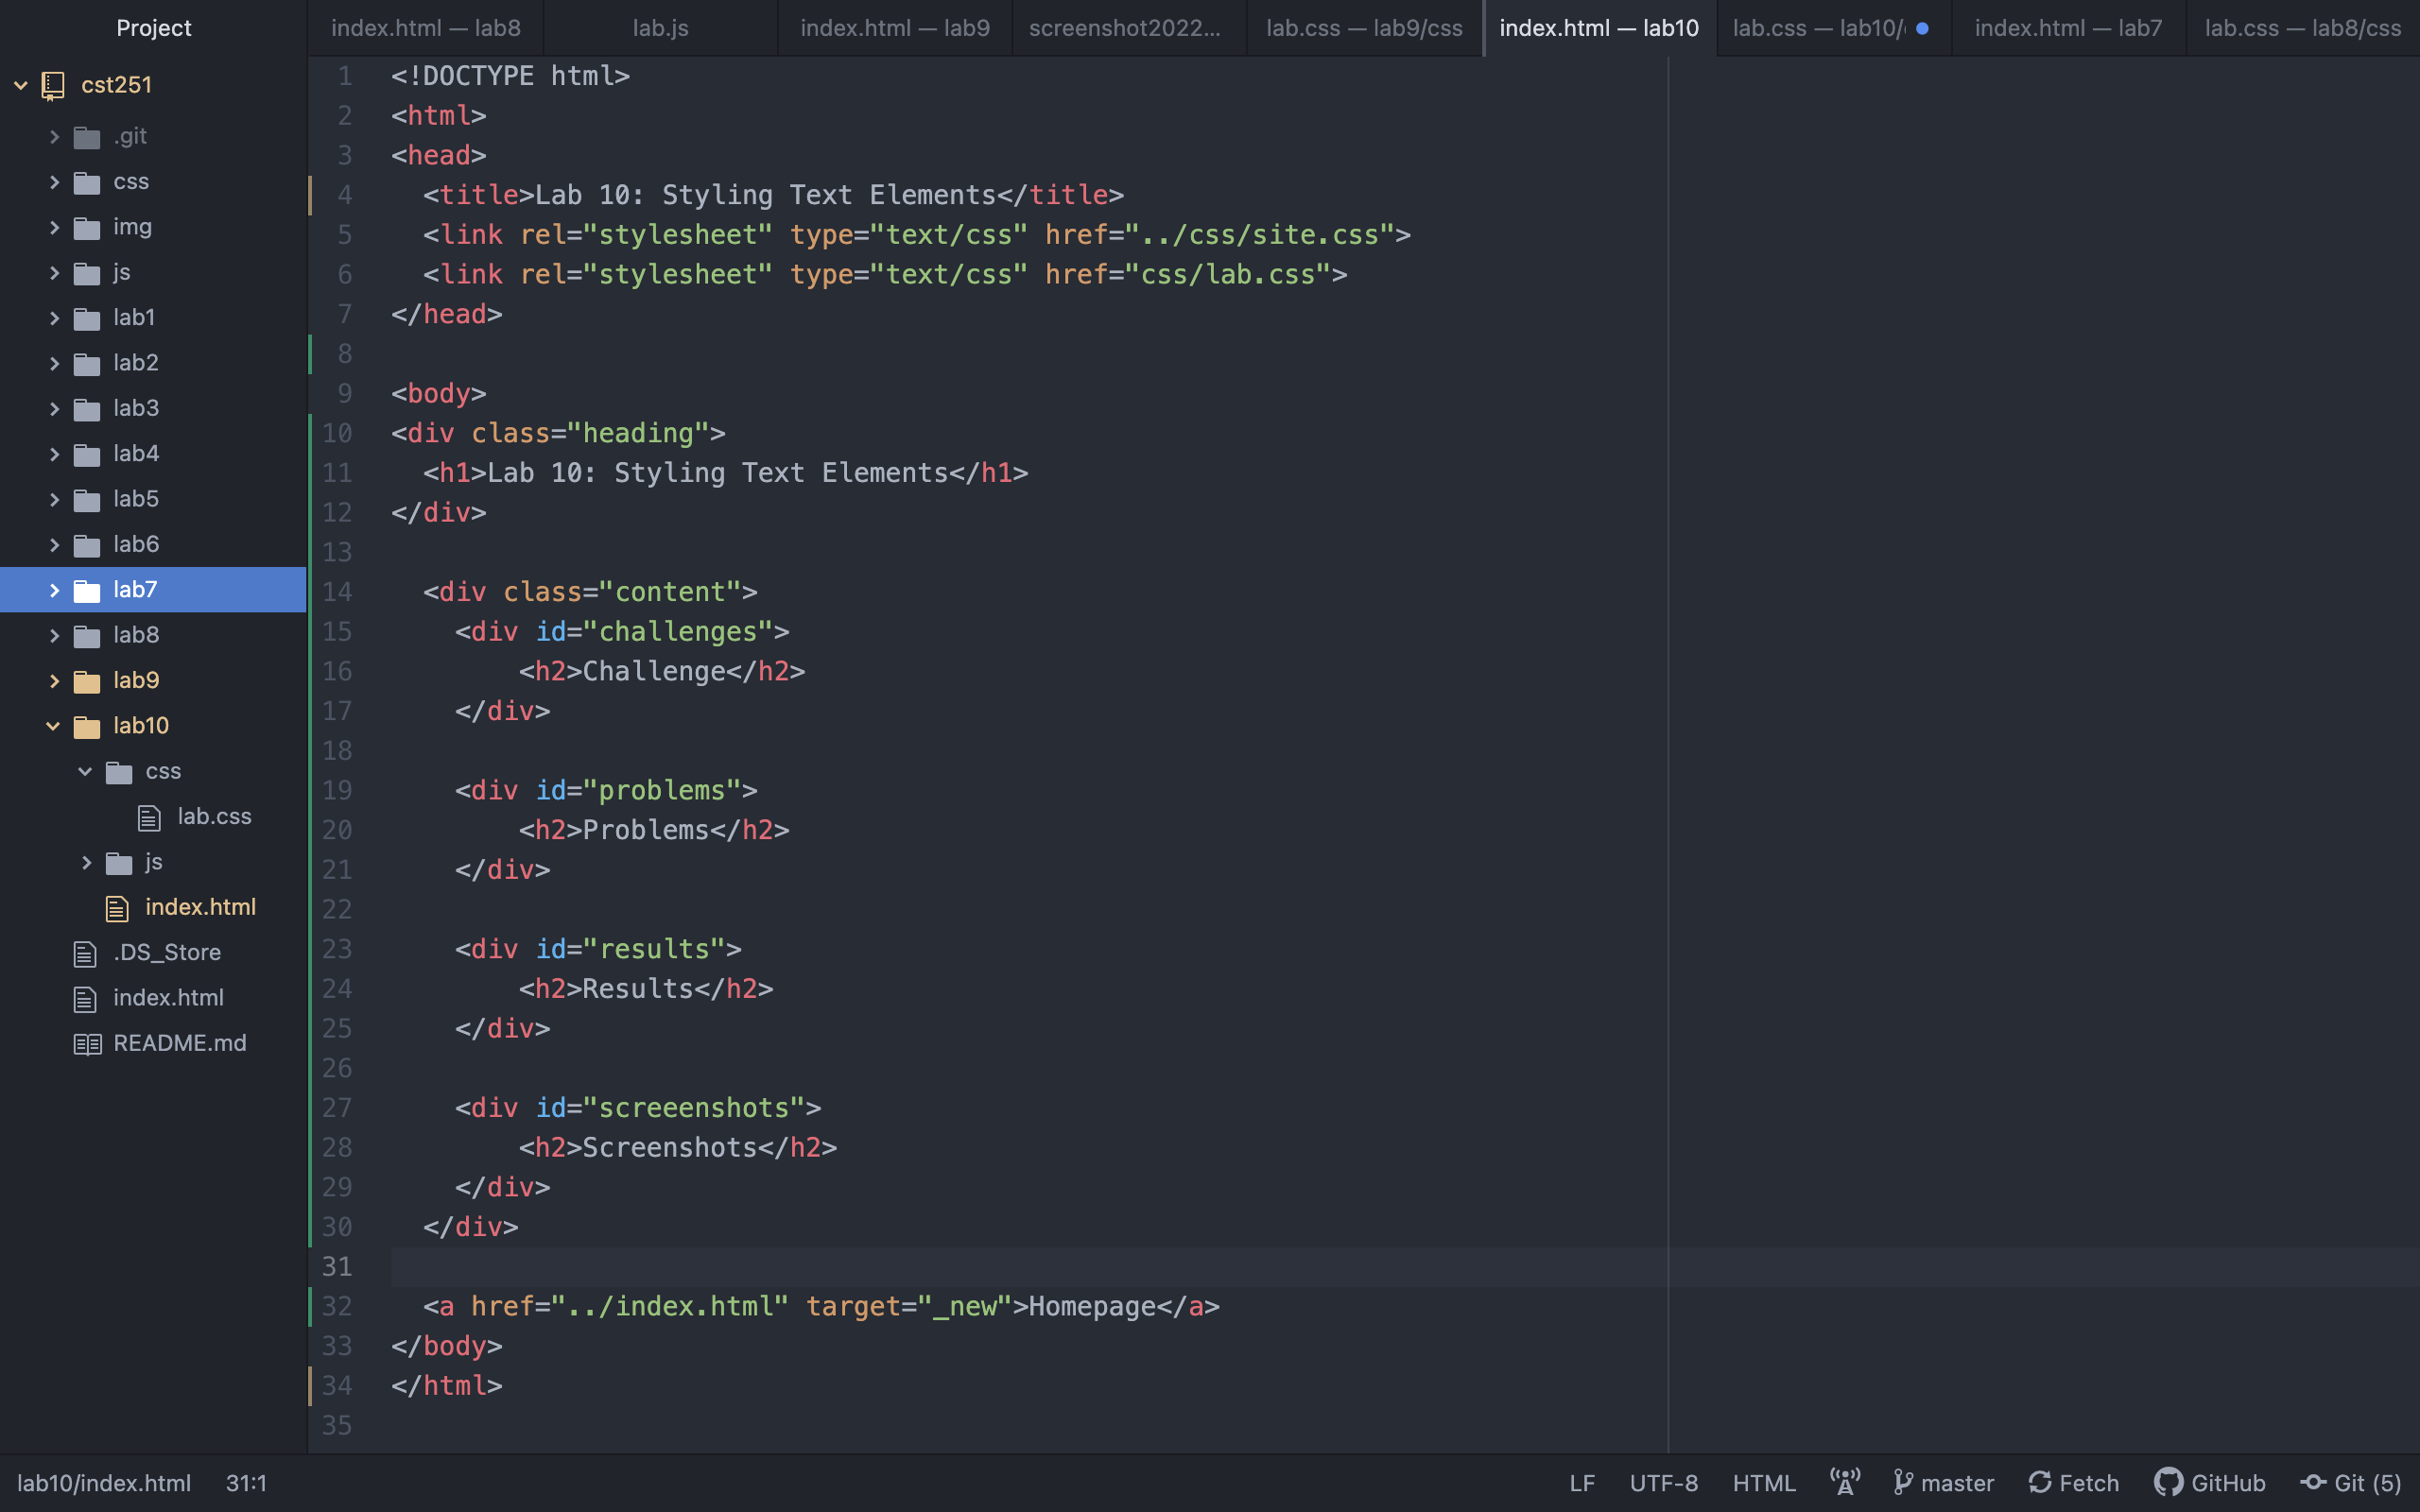 Project
index.html — lab8
lab.js
index.html — lab9
screenshot2022...
lab.css — lab9/css
index.html — lab10
lab.css — lab10/
index.html — lab7
lab.css — lab8/css
cst251
.git
css
img
js
lab1
lab2
lab3
lab4
lab5
lab6
lab7
lab8
lab9
lab10
css
lab.css
js
index.html
.DS_Store
index.html
README.md
1 <!DOCTYPE html>
2 <html>
3 <head>
4   <title>Lab 10: Styling Text Elements</title>
5   <link rel="stylesheet" type="text/css" href="../css/site.css">
6   <link rel="stylesheet" type="text/css" href="css/lab.css">
7 </head>
8
9 <body>
10 <div class="heading">
11   <h1>Lab 10: Styling Text Elements</h1>
12 </div>
13
14   <div class="content">
15     <div id="challenges">
16         <h2>Challenge</h2>
17     </div>
18
19     <div id="problems">
20         <h2>Problems</h2>
21     </div>
22
23     <div id="results">
24         <h2>Results</h2>
25     </div>
26
27     <div id="screeenshots">
28         <h2>Screenshots</h2>
29     </div>
30   </div>
31
32   <a href="../index.html" target="_new">Homepage</a>
33 </body>
34 </html>
35
lab10/index.html 31:1
LF UTF-8 HTML master Fetch GitHub Git (5)